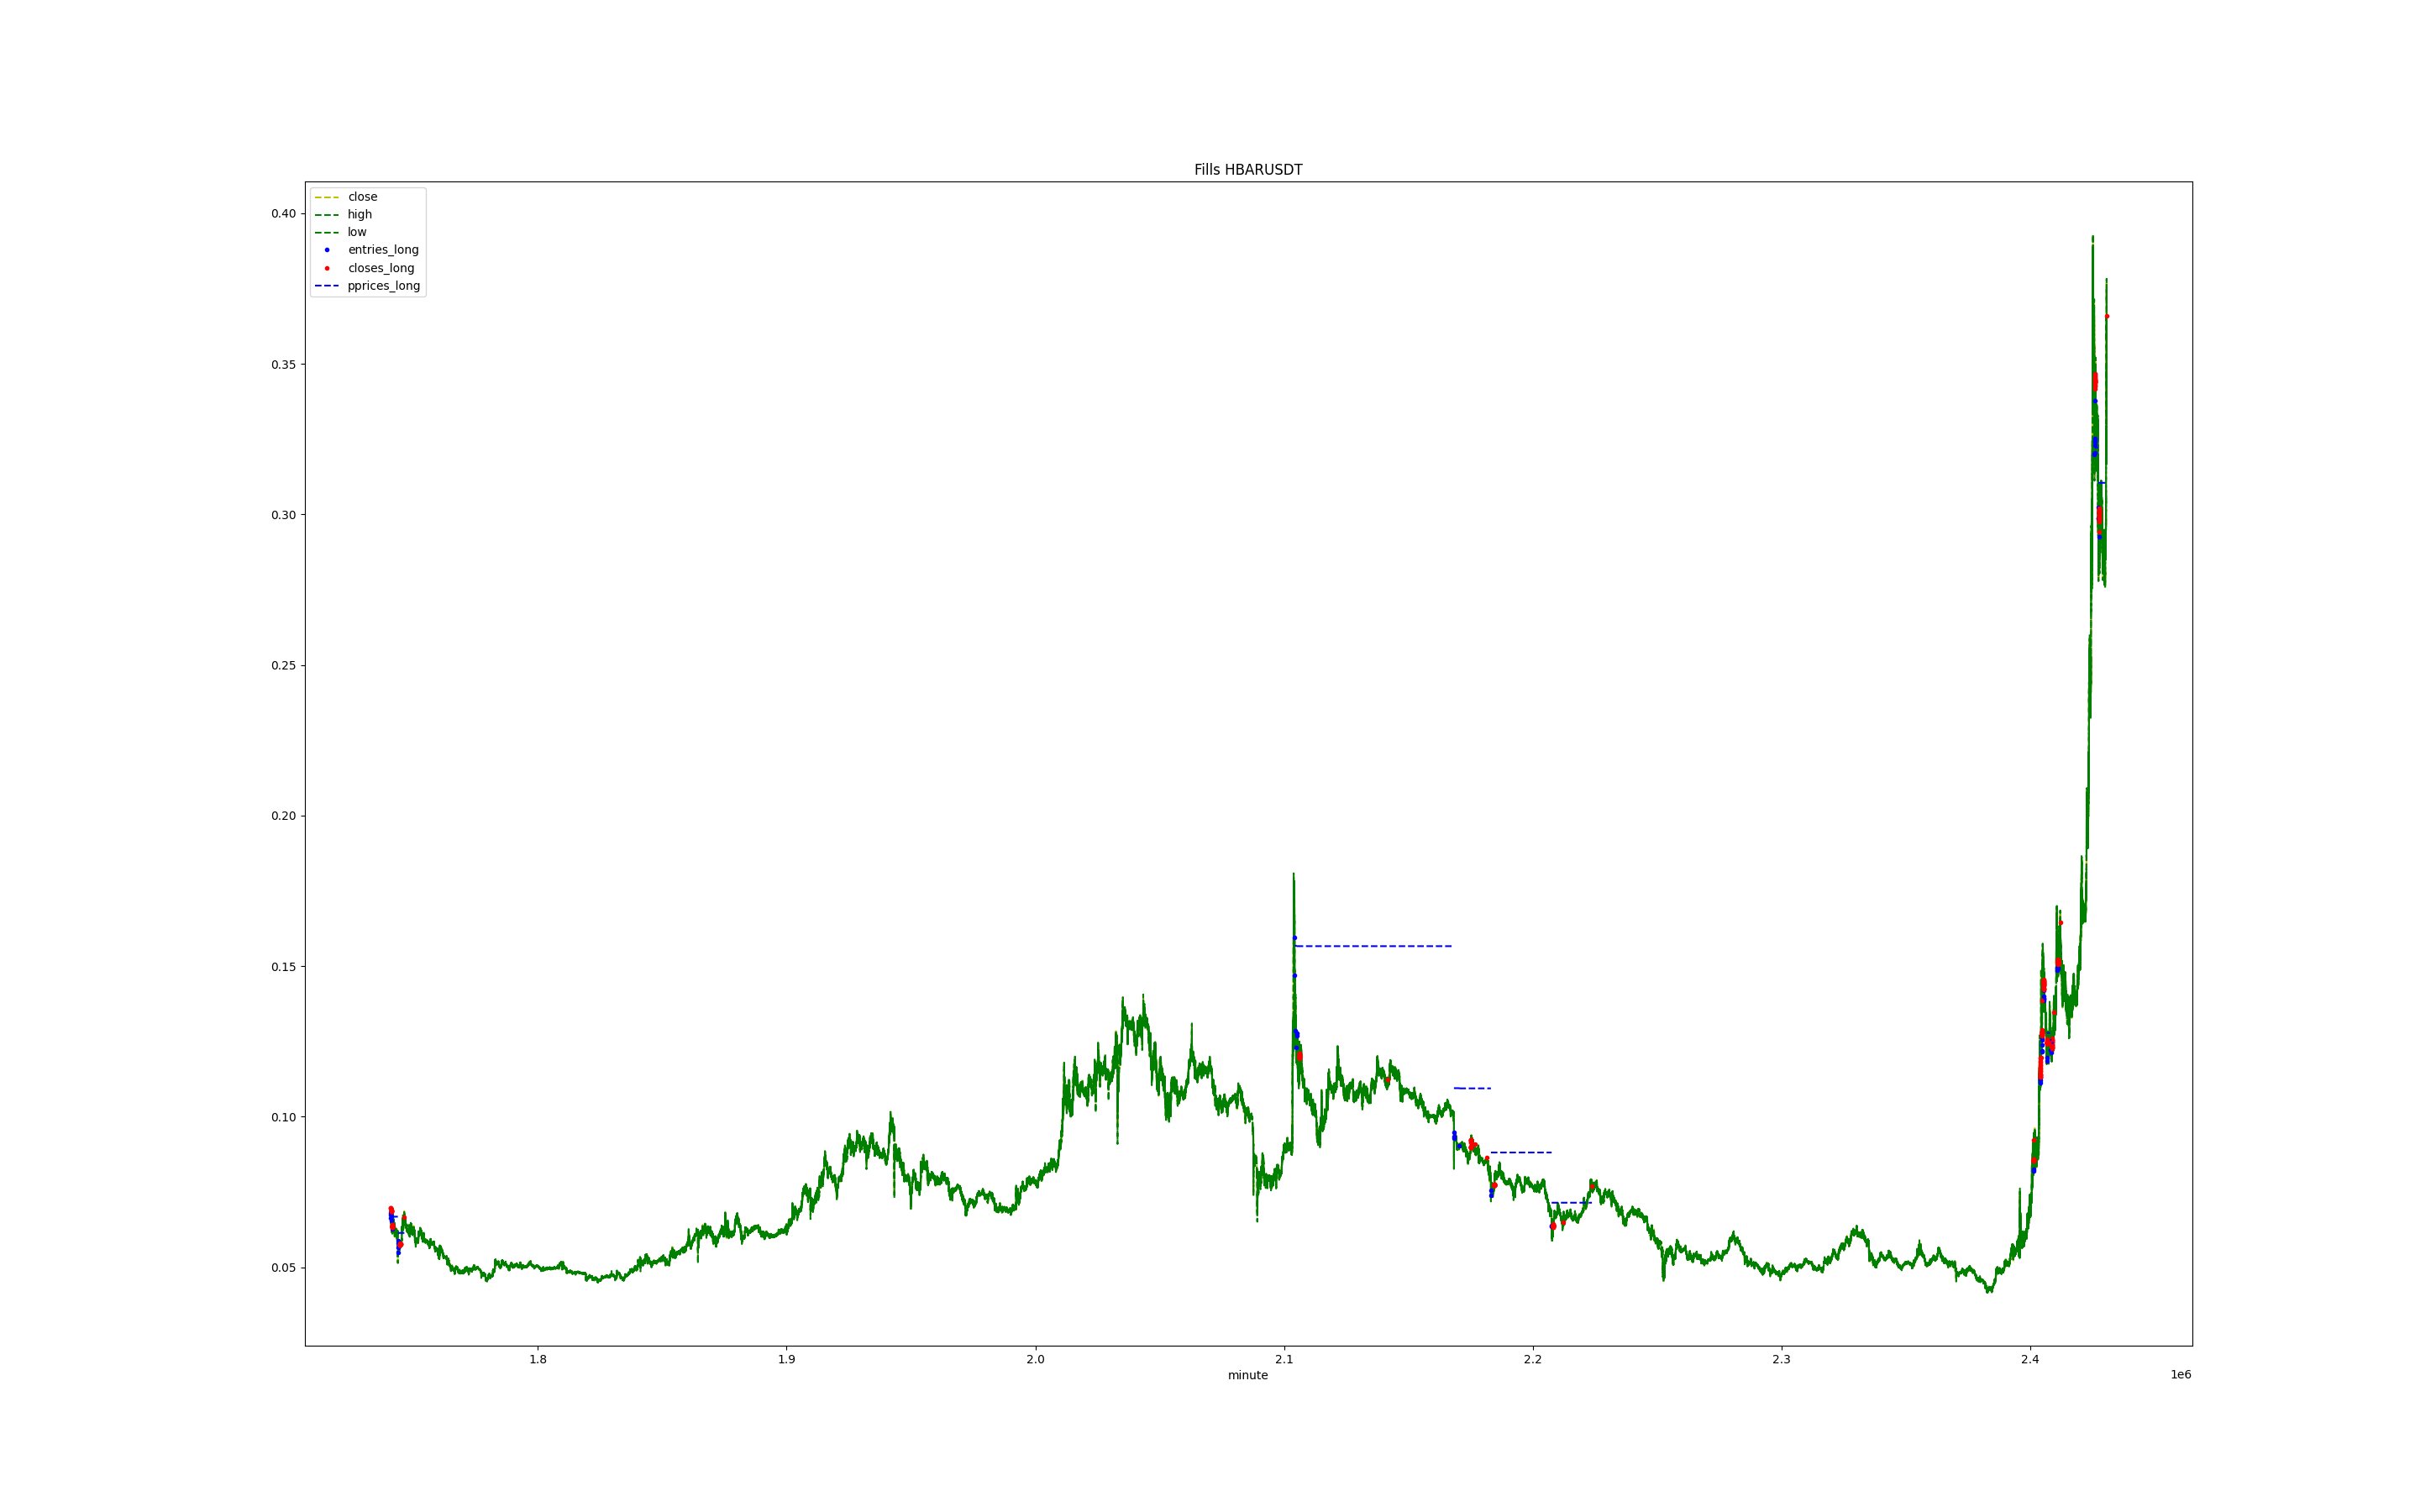 Fills HBARUSDT
close
high
low
entries_long
closes_long
pprices_long
0.40
0.35
0.30
0.25
0.20
0.15
0.10
0.05
1.8 1.9 2.0 2.1 2.2 2.3 2.4
minute
1e6